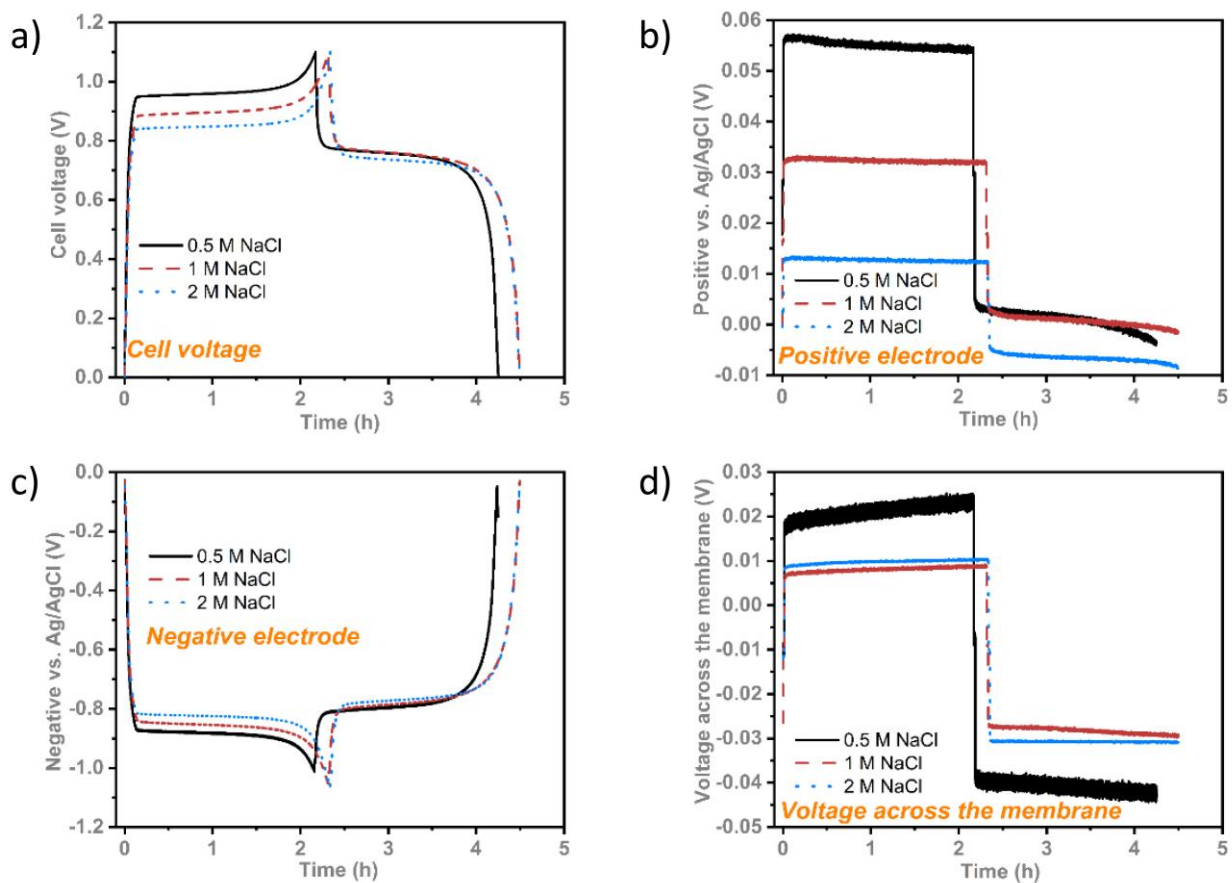 a)
Cell voltage (V)
1.2
1.0
0.8
0.6
0.4
0.2
0.0
0.5 M NaCl
1 M NaCl
2 M NaCl
Cell voltage
0 1 2 3 4 5
Time (h)
b)
Positive vs. Ag/AgCl (V)
0.06
0.05
0.04
0.03
0.02
0.01
0.00
-0.01
0.5 M NaCl
1 M NaCl
2 M NaCl
Positive electrode
0 1 2 3 4 5
Time (h)
c)
Negative vs. Ag/AgCl (V)
0.0
-0.2
-0.4
-0.6
-0.8
-1.0
-1.2
0.5 M NaCl
1 M NaCl
2 M NaCl
Negative electrode
0 1 2 3 4 5
Time (h)
d)
Voltage across the membrane (V)
0.03
0.02
0.01
0.00
-0.01
-0.02
-0.03
-0.04
-0.05
0.5 M NaCl
1 M NaCl
2 M NaCl
Voltage across the membrane
0 1 2 3 4 5
Time (h)